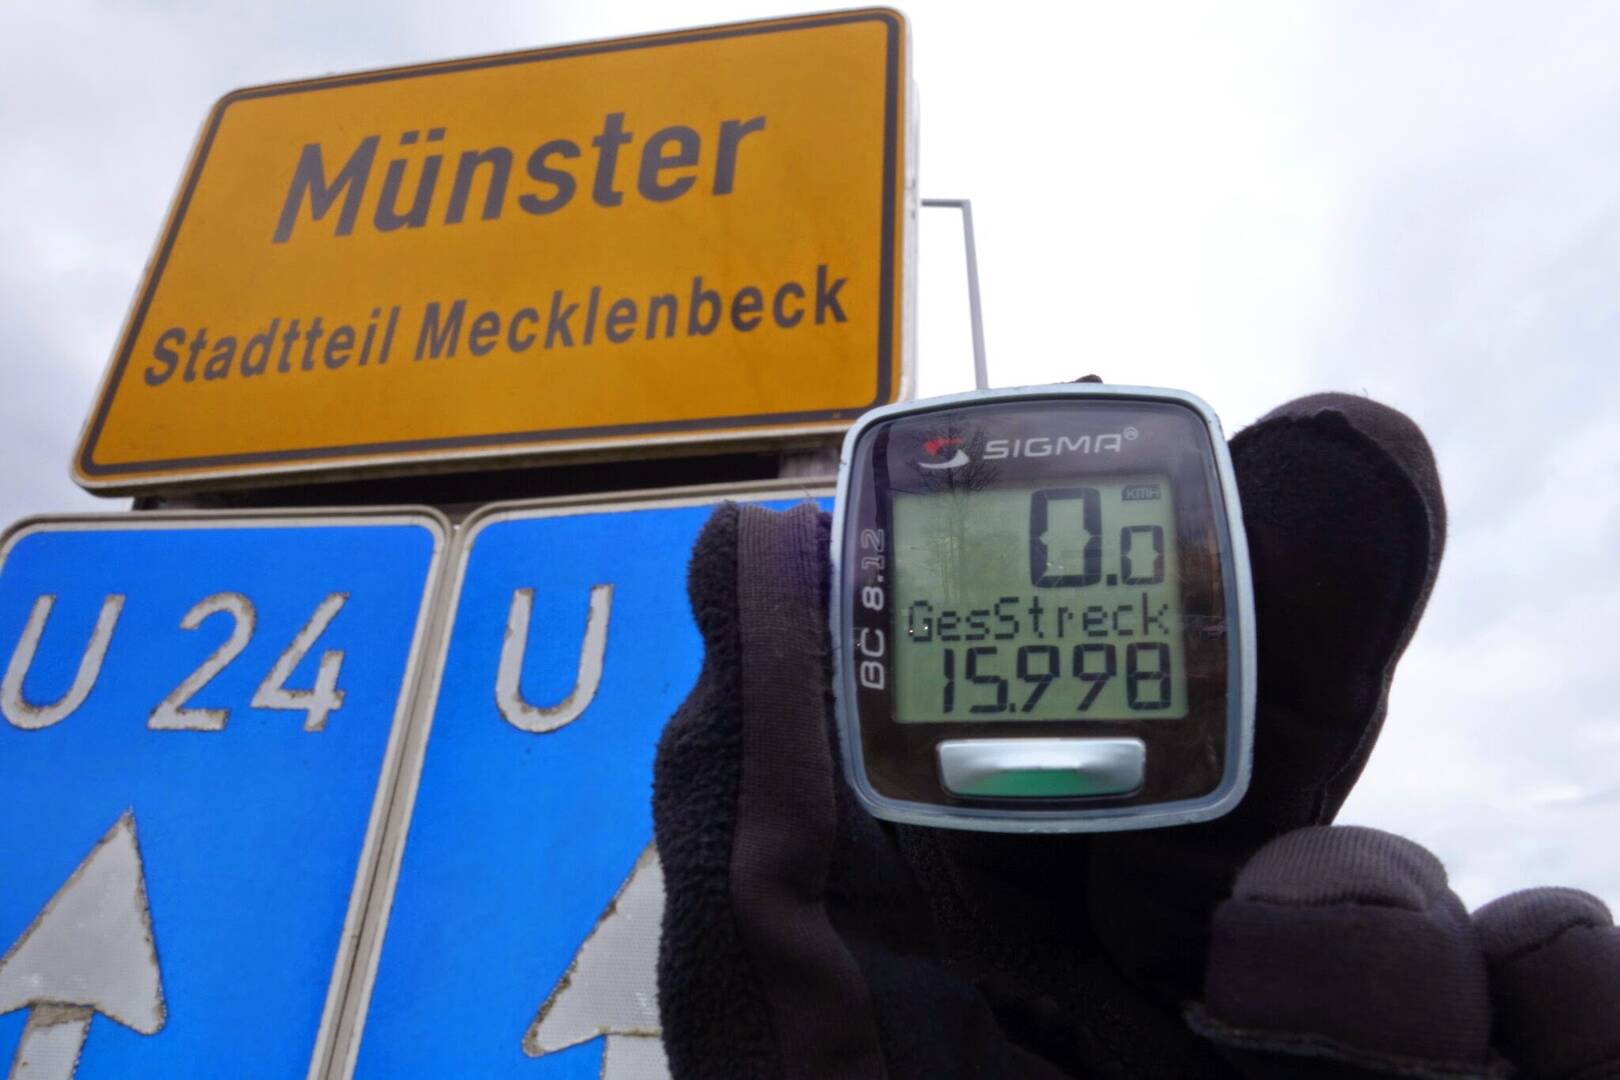 Münster
Stadtteil Mecklenbeck
U 24
U
SIGMA®
BC 8.12
KMH
0.0
GesStreck
15.998